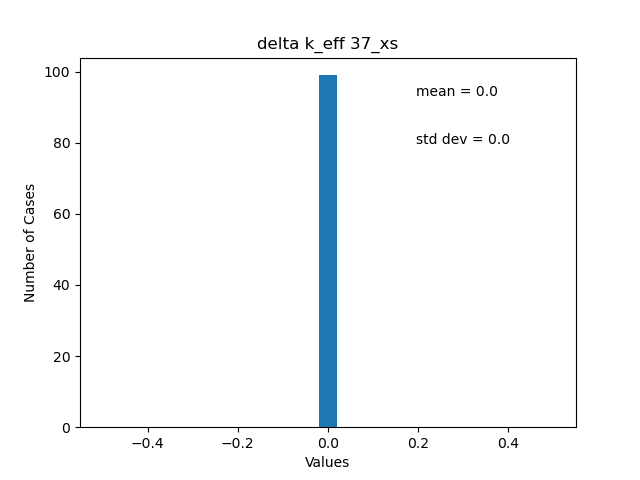 delta k_eff 37_xs
mean = 0.0
std dev = 0.0
Number of Cases
100
80
60
40
20
0
−0.4
−0.2
0.0
0.2
0.4
Values